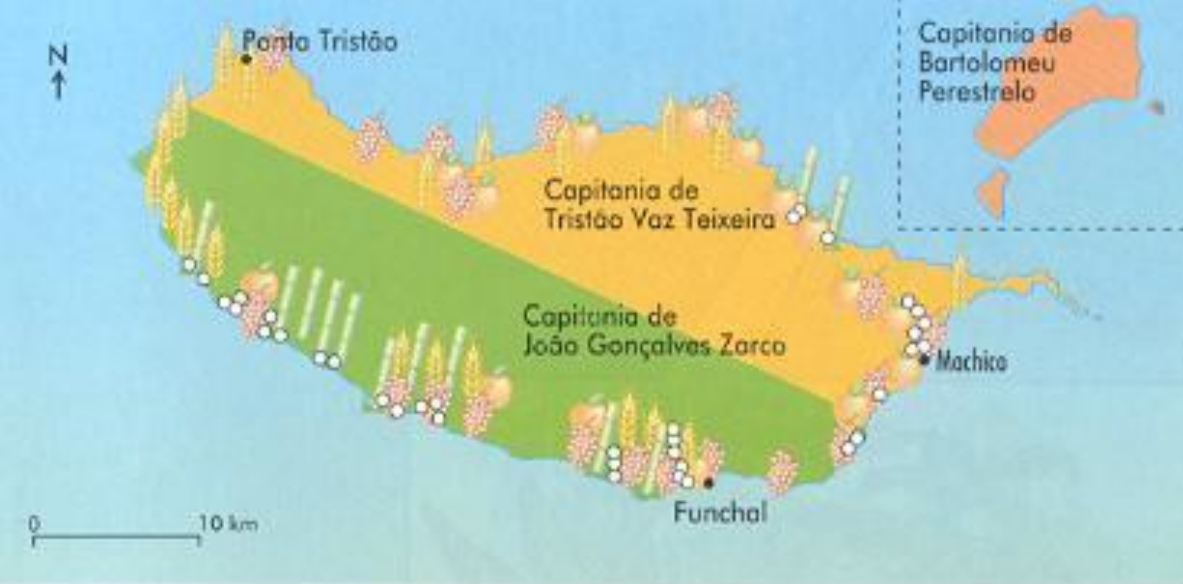 N
Ponta Tristão
Capitania de
Bartolomeu
Perestrelo
Capitania de
Tristão Vaz Teixeira
Capitania de
João Gonçalves Zarco
Machico
Funchal
0 10 km